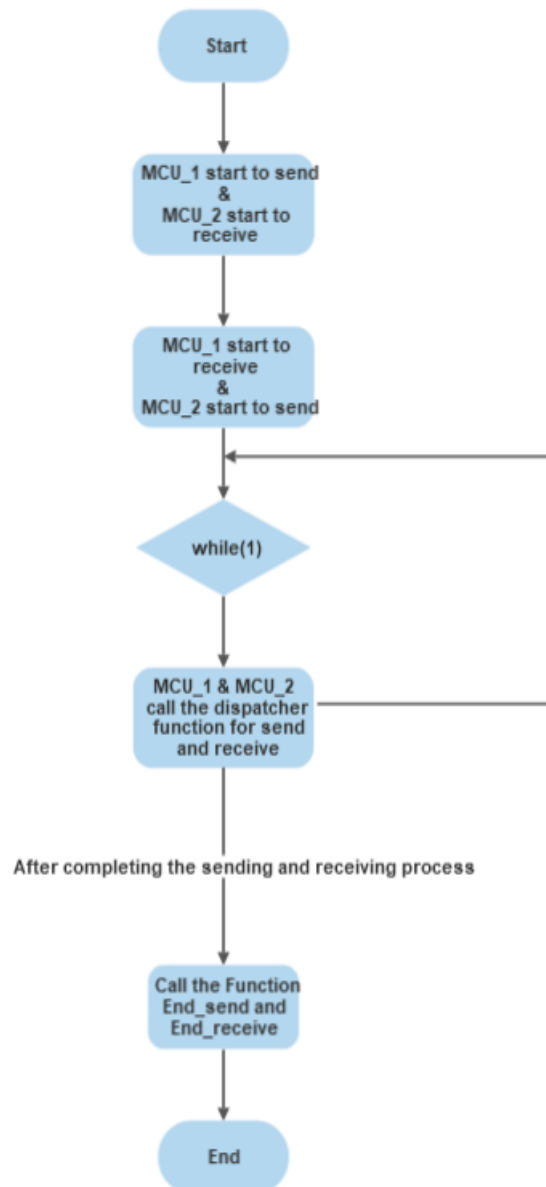 Start
MCU_1 start to send
&
MCU_2 start to
receive
MCU_1 start to
receive
&
MCU_2 start to send
while(1)
MCU_1 & MCU_2
call the dispatcher
function for send
and receive
After completing the sending and receiving process
Call the Function
End_send and
End_receive
End